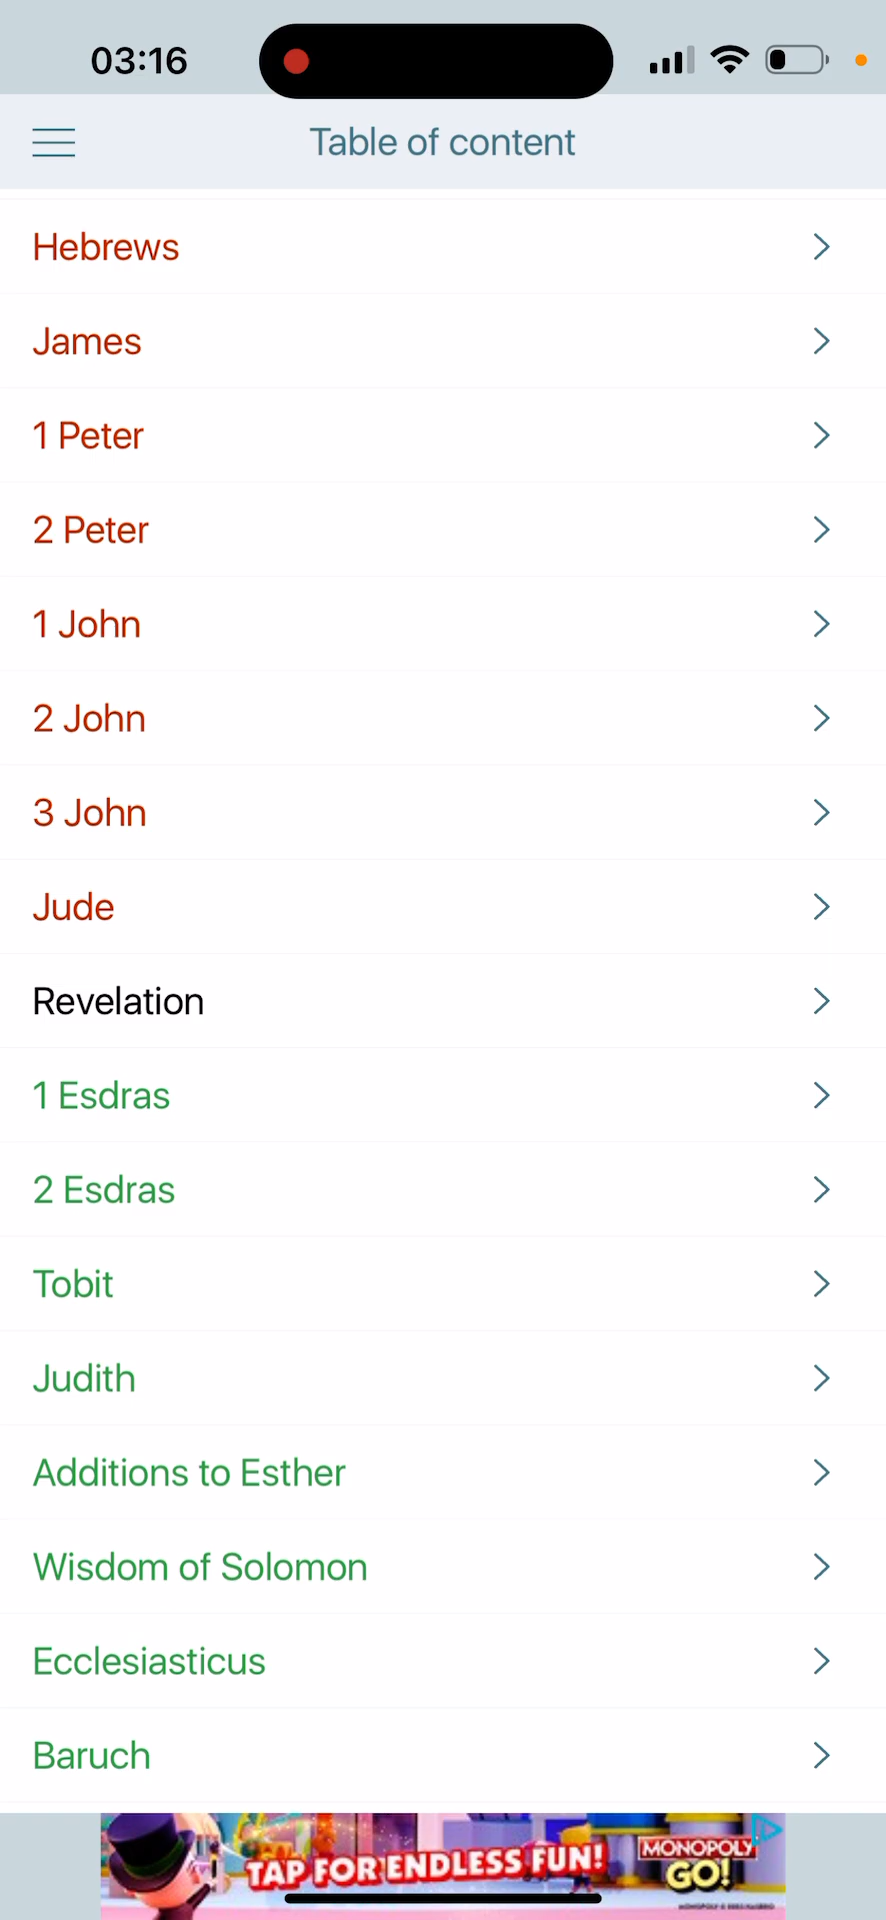 03:16
Table of content
Hebrews
James
1 Peter
2 Peter
1 John
2 John
3 John
Jude
Revelation
1 Esdras
2 Esdras
Tobit
Judith
Additions to Esther
Wisdom of Solomon
Ecclesiasticus
Baruch
TAP FOR ENDLESS FUN!
MONOPOLY
GO!